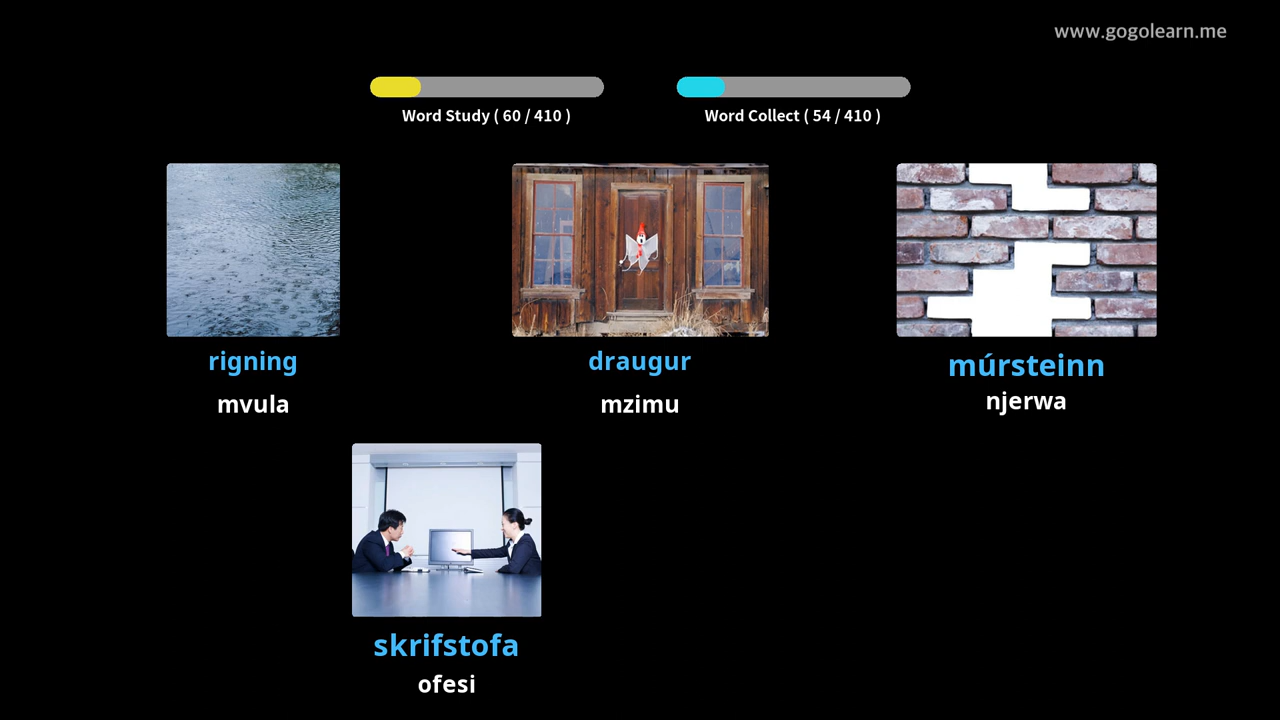 www.gogolearn.me
Word Study ( 60 / 410 )
Word Collect ( 54 / 410 )
rigning
mvula
draugur
mzimu
múrsteinn
njerwa
skrifstofa
ofesi